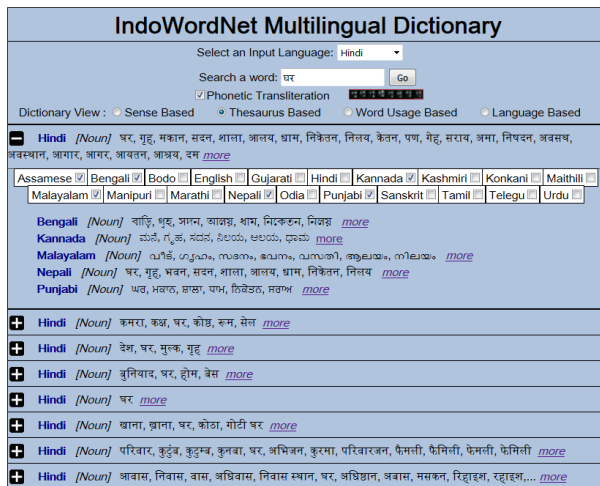 IndoWordNet Multilingual Dictionary
Select an Input Language: Hindi
Search a word: घर Go
Phonetic Transliteration
Dictionary View : Sense Based Thesaurus Based Word Usage Based Language Based
Hindi [Noun] घर, गृह, मकान, सदन, शाला, आलय, धाम, निकेतन, निलय, केतन, पण, गेह, सराय, अमा, निषदन, अवसथ,
अवस्थान, आगार, आगर, आयतन, आश्रय, दम more
Assamese Bengali Bodo English Gujarati Hindi Kannada Kashmiri Konkani Maithili
Malayalam Manipuri Marathi Nepali Odia Punjabi Sanskrit Tamil Telegu Urdu
Bengali [Noun] বাড়ি, গৃহ, সদন, আলয়, ধাম, নিকেতন, নিলয় more
Kannada [Noun] ಮನೆ, ಗೃಹ, ಸದನ, ನಿಲಯ, ಆಲಯ, ಧಾಮ more
Malayalam [Noun] വീട്, ഗൃഹം, സദനം, ഭവനം, വസതി, ആലയം, നിലയം more
Nepali [Noun] घर, गृह, भवन, सदन, शाला, आलय, धाम, निकेतन, निलय more
Punjabi [Noun] ਘਰ, ਮਕਾਨ, ਸ਼ਾਲਾ, ਧਾਮ, ਨਿਕੇਤਨ, ਸਰਾਅ more
Hindi [Noun] कमरा, कक्ष, घर, कोष्ठ, रूम, सेल more
Hindi [Noun] देश, घर, मुल्क, गृह more
Hindi [Noun] बुनियाद, घर, होम, बेस more
Hindi [Noun] घर more
Hindi [Noun] खाना, ख़ाना, घर, कोठा, गोटी घर more
Hindi [Noun] परिवार, कुटुंब, कुटुम्ब, कुनबा, घर, अभिजन, कुरमा, परिवारजन, फैमली, फैमिली, फेमली, फेमिली more
Hindi [Noun] आवास, निवास, वास, अधिवास, निवास स्थान, घर, अधिष्ठान, अवास, मसकन, रिहाइश, रहाइश,... more